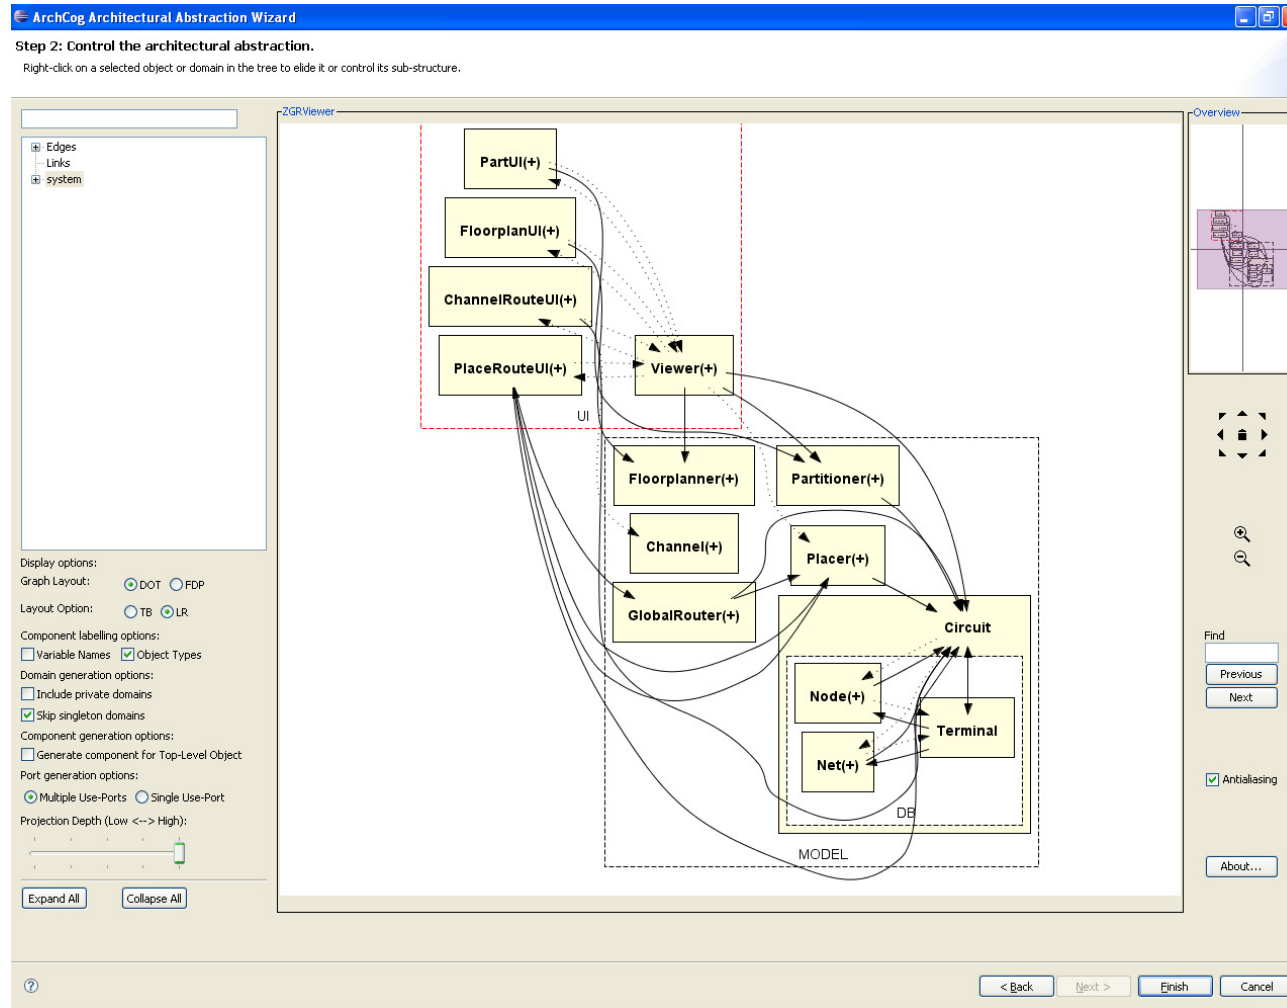 ArchCog Architectural Abstraction Wizard
Step 2: Control the architectural abstraction.
Right-click on a selected object or domain in the tree to elide it or control its sub-structure.
Edges
Links
system
Display options:
Graph Layout: DOT FDP
Layout Option: TB LR
Component labelling options:
Variable Names Object Types
Domain generation options:
Include private domains
Skip singleton domains
Component generation options:
Generate component for Top-Level Object
Port generation options:
Multiple Use-Ports Single Use-Port
Projection Depth (Low <--> High):
Expand All Collapse All
ZGRViewer
PartUI(+)
FloorplanUI(+)
ChannelRouteUI(+)
PlaceRouteUI(+)
Viewer(+)
UI
Floorplanner(+)
Partitioner(+)
Channel(+)
Placer(+)
GlobalRouter(+)
Circuit
Node(+)
Terminal
Net(+)
DB
MODEL
Overview
Find
Previous
Next
Antialiasing
About...
< Back Next > Finish Cancel